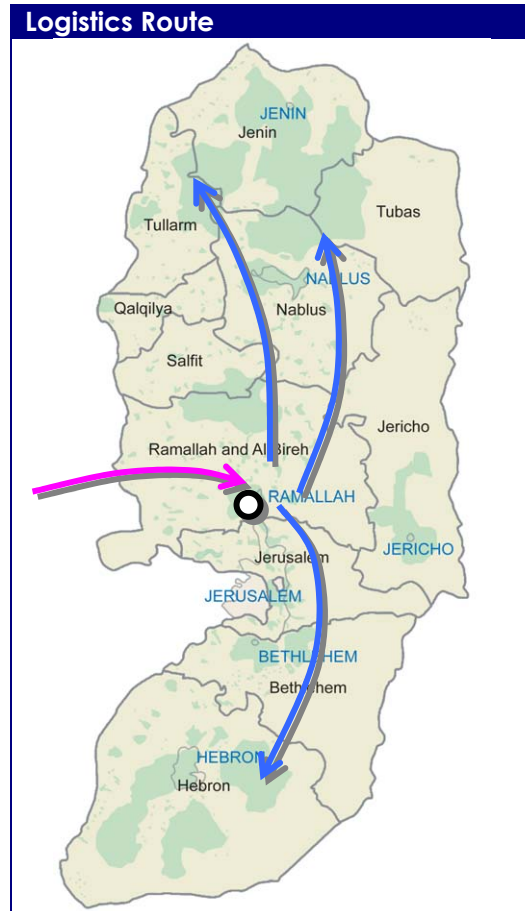 Logistics Route
JENIN
Jenin
Tubas
Tullarm
NABLUS
Qalqilya
Nablus
Salfit
Jericho
Ramallah and Al Bireh
RAMALLAH
Jerusalem
JERICHO
JERUSALEM
BETHLEHEM
Bethlehem
HEBRON
Hebron